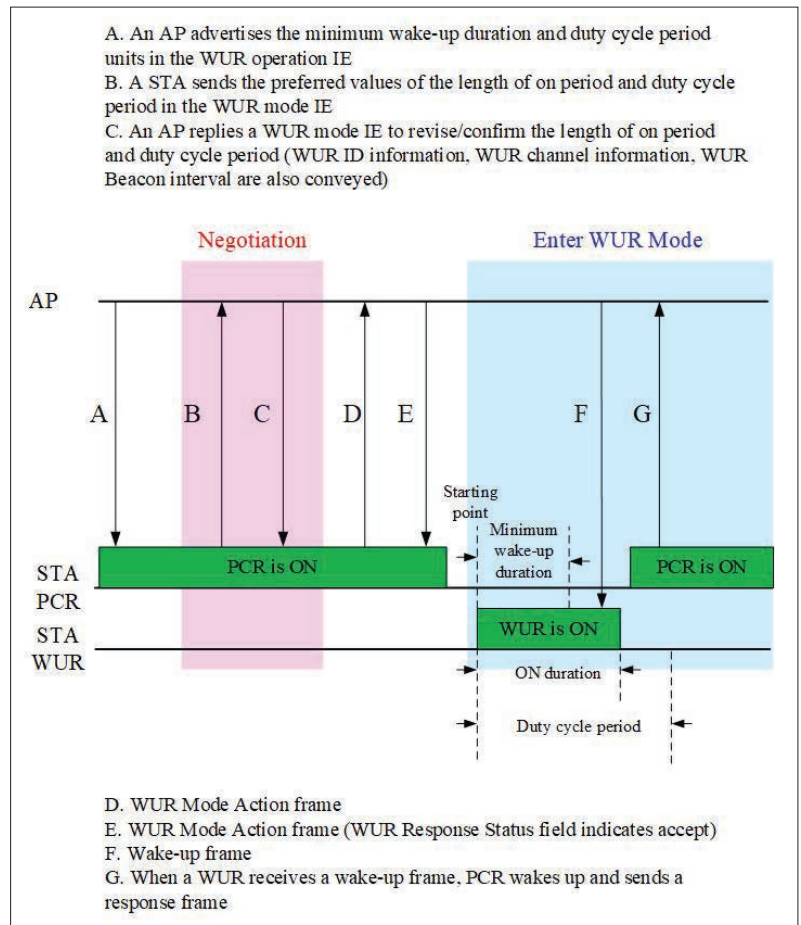 A. An AP advertises the minimum wake-up duration and duty cycle period
units in the WUR operation IE
B. A STA sends the preferred values of the length of on period and duty cycle
period in the WUR mode IE
C. An AP replies a WUR mode IE to revise/confirm the length of on period
and duty cycle period (WUR ID information, WUR channel information, WUR
Beacon interval are also conveyed)
Negotiation
Enter WUR Mode
AP
A
B
C
D
E
F
G
Starting
point
Minimum
wake-up
duration
STA
PCR
PCR is ON
PCR is ON
STA
WUR
WUR is ON
ON duration
Duty cycle period
D. WUR Mode Action frame
E. WUR Mode Action frame (WUR Response Status field indicates accept)
F. Wake-up frame
G. When a WUR receives a wake-up frame, PCR wakes up and sends a
response frame